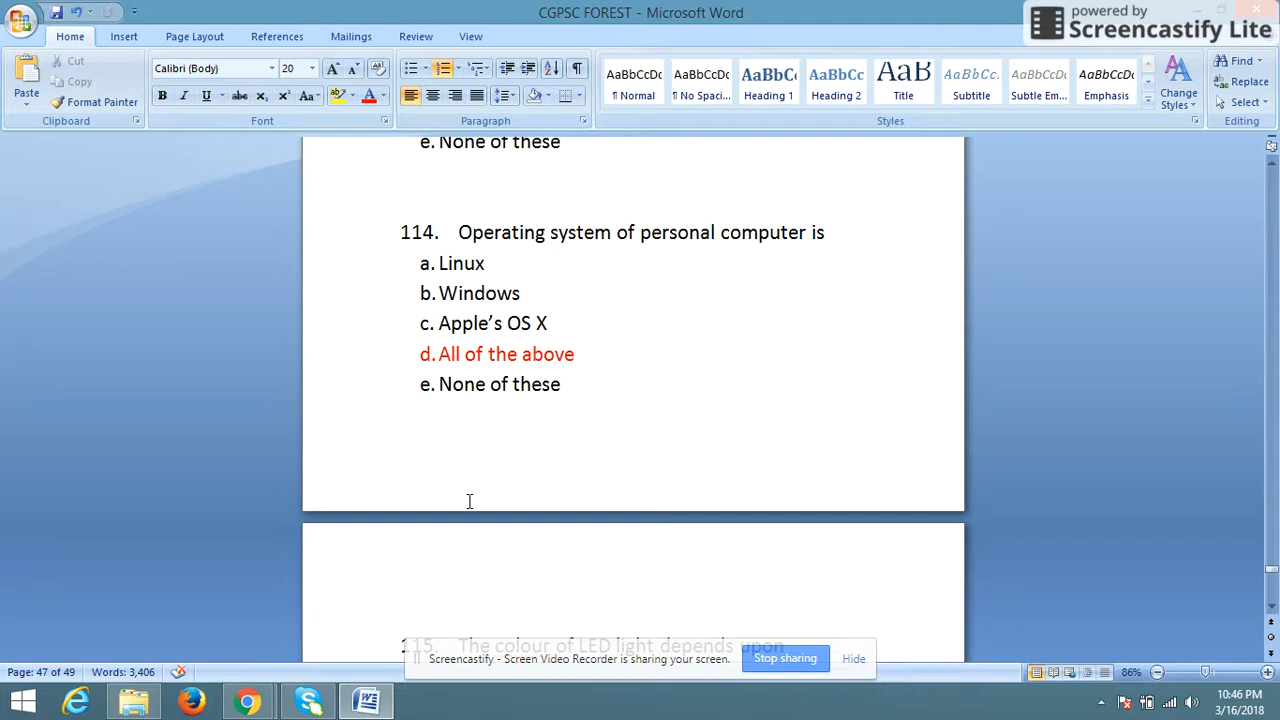 CGPSC FOREST - Microsoft Word
powered by
Screencastify Lite
Home Insert Page Layout References Mailings Review View
Paste
Cut
Copy
Format Painter
Clipboard
Calibri (Body) 20
Font
Paragraph
AaBbCcDc AaBbCcDc AaBbCc AaBbCc AaB AaBbCc. AaBbCcDc AaBbCcDc
¶ Normal ¶ No Spaci... Heading 1 Heading 2 Title Subtitle Subtle Em... Emphasis
Change
Styles
Styles
Find
Replace
Select
Editing
e. None of these
114. Operating system of personal computer is
a. Linux
b. Windows
c. Apple’s OS X
d. All of the above
e. None of these
115. The colour of LED light depends upon
Screencastify - Screen Video Recorder is sharing your screen. Stop sharing Hide
Page: 47 of 49 Words: 3,406 86%
10:46 PM
3/16/2018